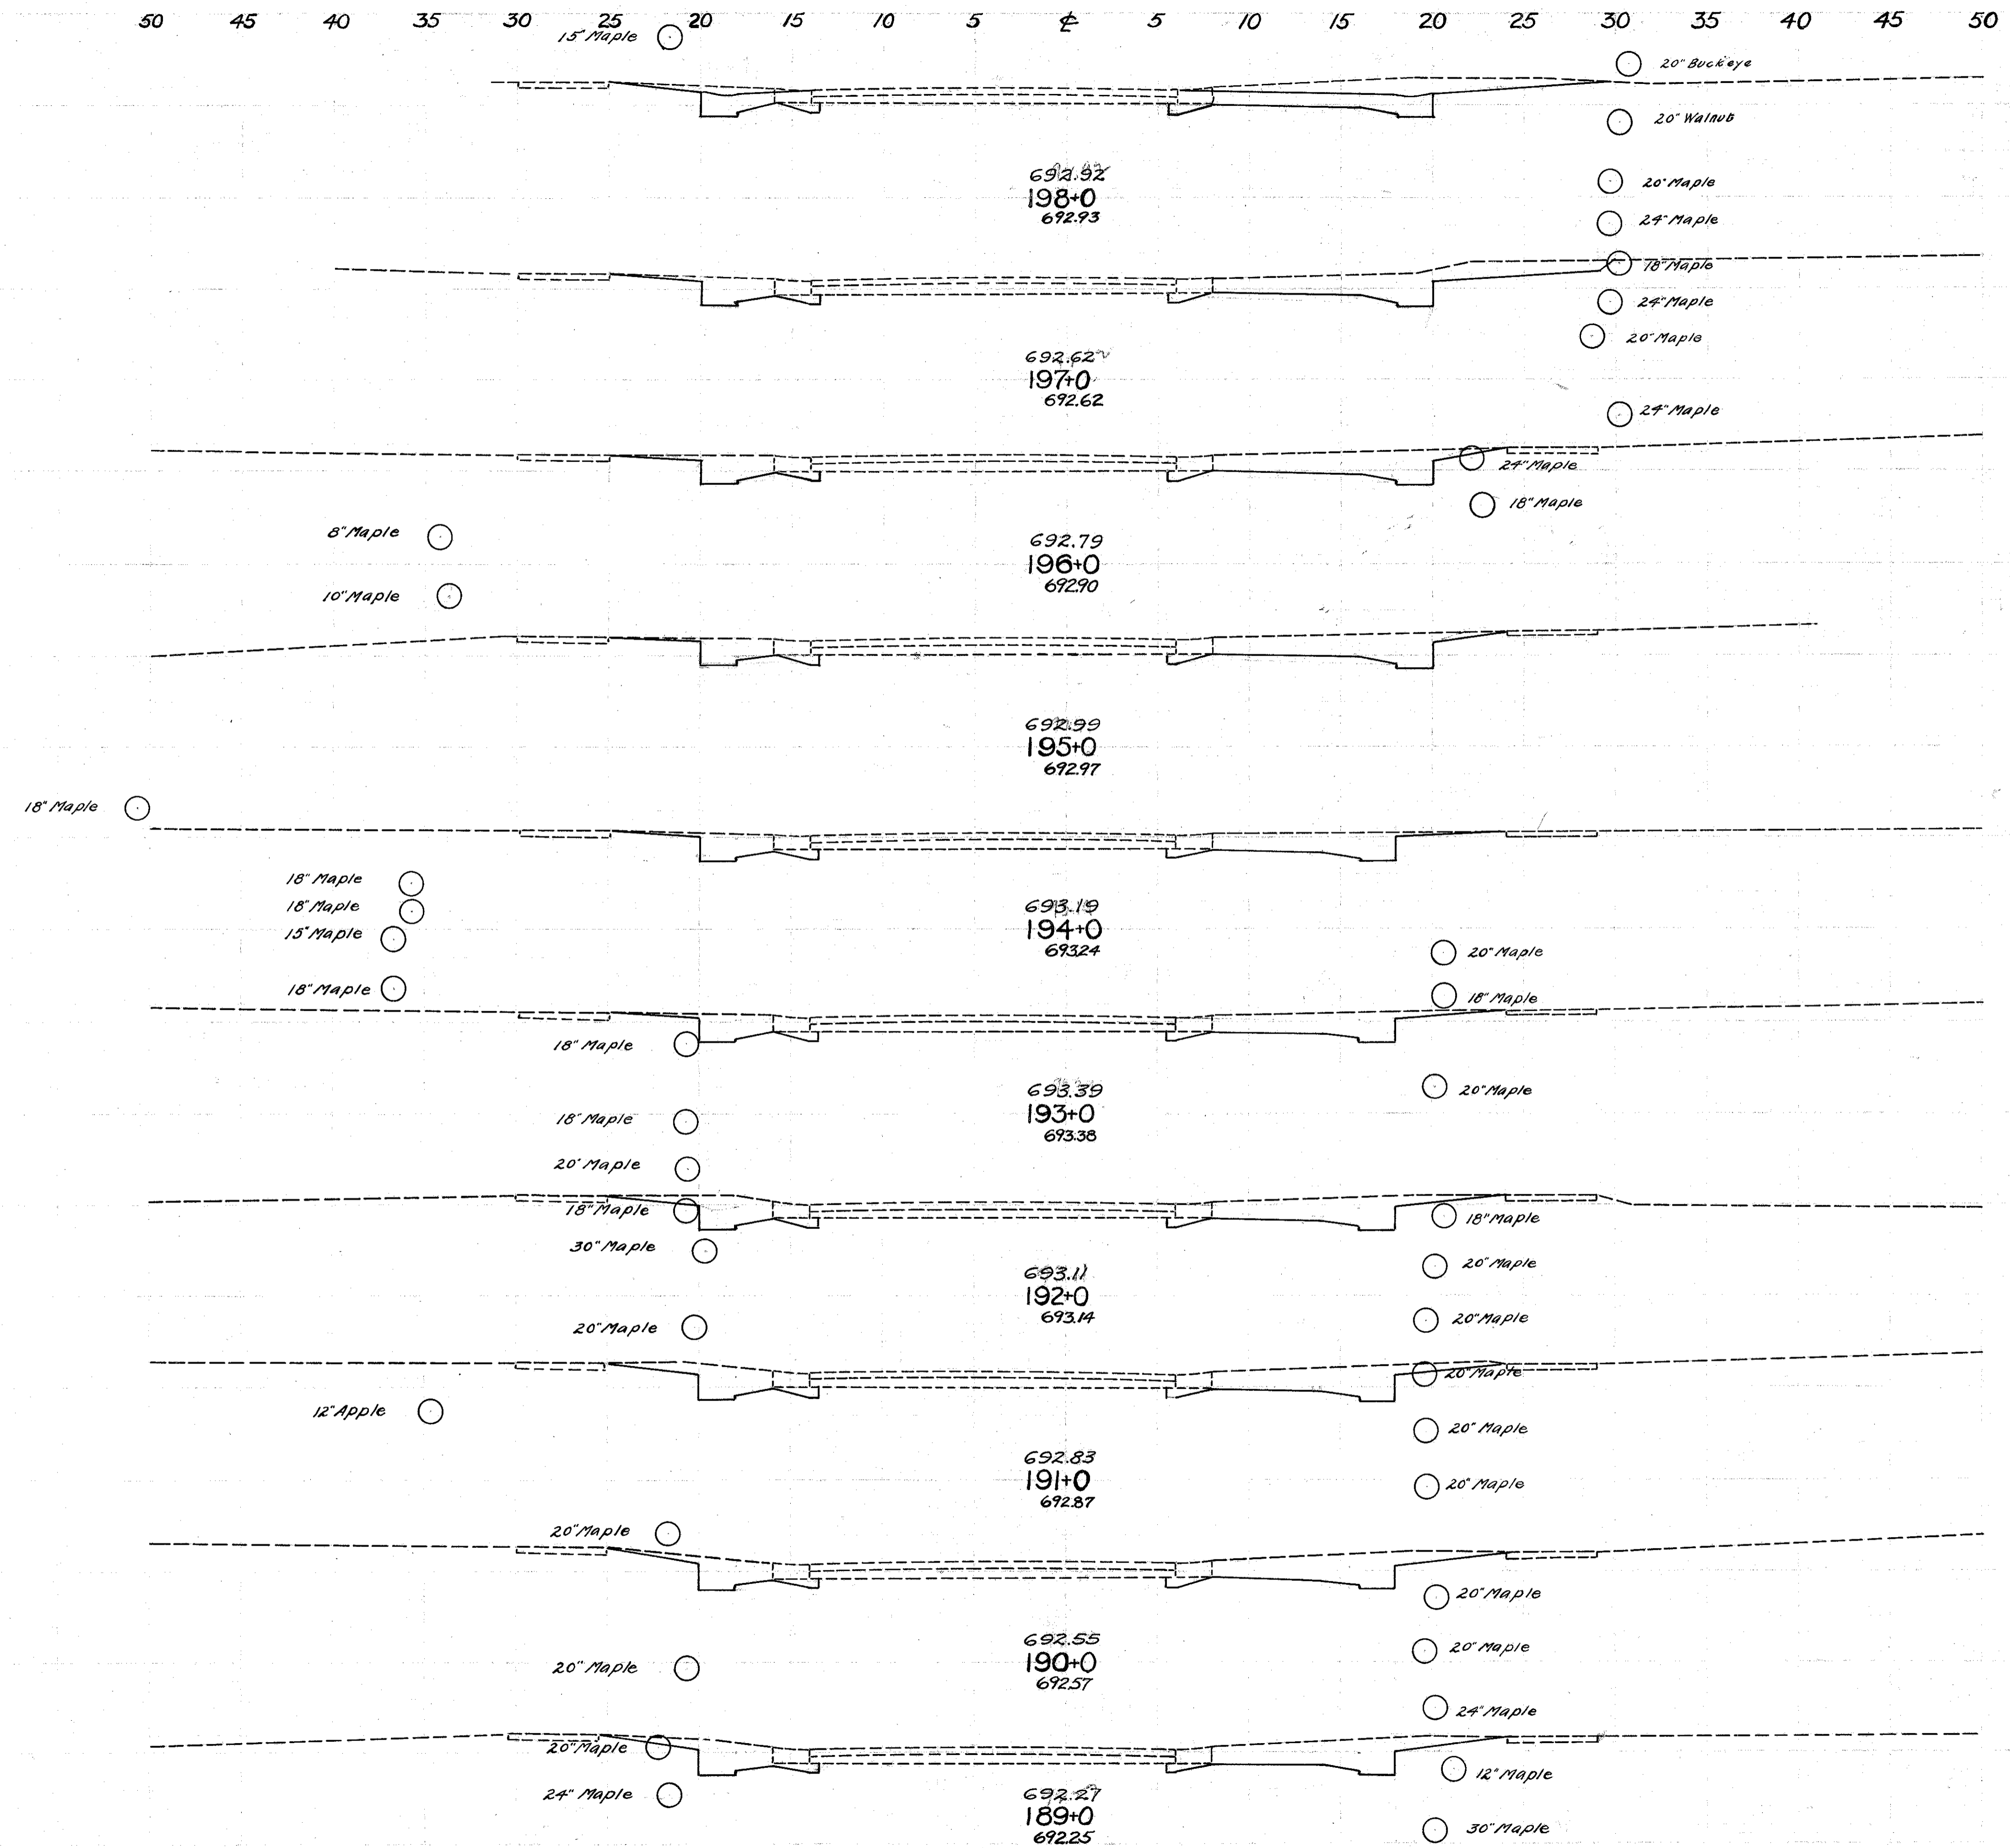 50 45 40 35 30 25 20 15 10 5 ℄ 5 10 15 20 25 30 35 40 45 50
15" Maple
20" Buckeye
20" Walnut
692.92
20" Maple
198+0
692.93
24" Maple
18" Maple
24" Maple
20" Maple
692.62
197+0
692.62
24" Maple
24" Maple
18" Maple
8" Maple
692.79
196+0
692.90
10" Maple
692.99
195+0
692.97
18" Maple
18" Maple
18" Maple
693.19
15" Maple
194+0
693.24
20" Maple
18" Maple
18" Maple
18" Maple
693.39
20" Maple
193+0
18" Maple
693.38
20" Maple
18" Maple
18" Maple
30" Maple
20" Maple
693.11
192+0
693.14
20" Maple
20" Maple
20" Maple
12" Apple
20" Maple
692.83
191+0
20" Maple
692.87
20" Maple
20" Maple
692.55
20" Maple
190+0
20" Maple
692.57
24" Maple
20" Maple
12" Maple
24" Maple
692.27
189+0
30" Maple
692.25